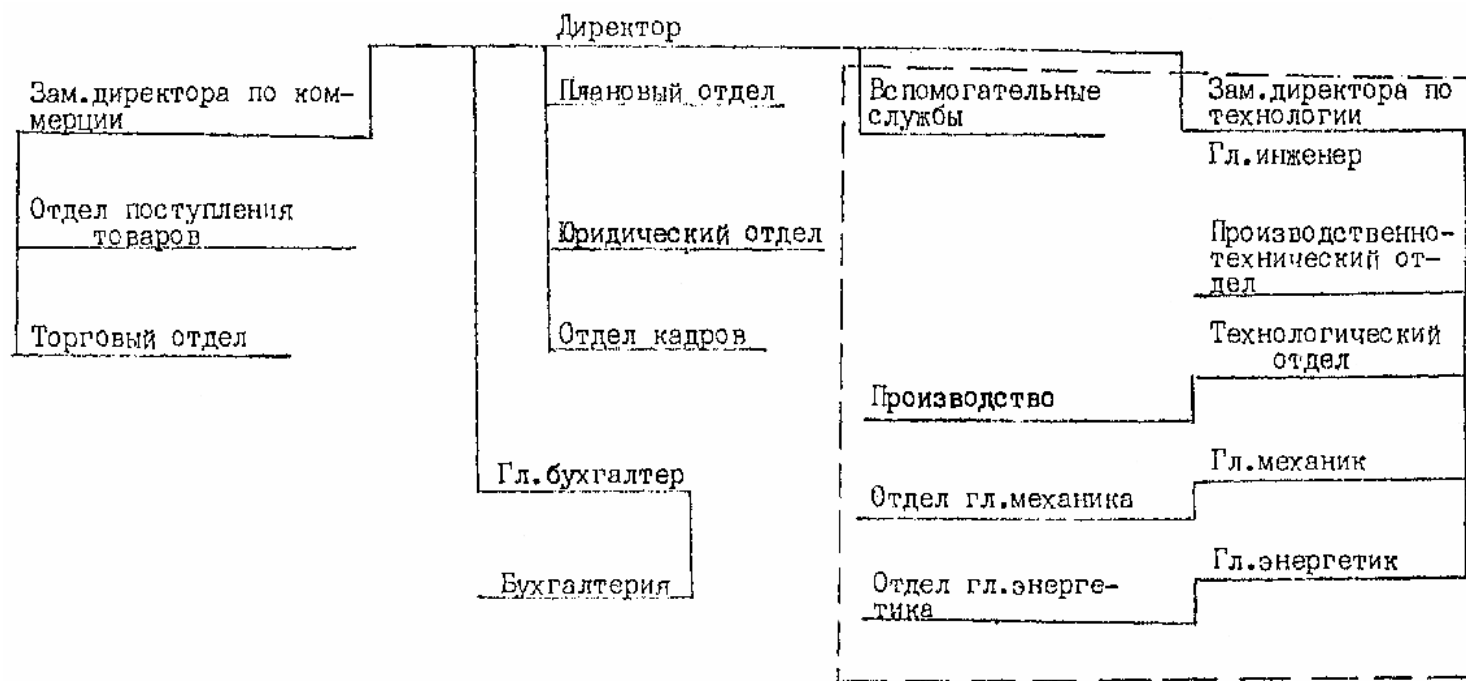 Директор
Зам.директора по ком-
мерции
Отдел поступления
товаров
Торговый отдел
Плановый отдел
Юридический отдел
Отдел кадров
Гл.бухгалтер
Бухгалтерия
Вспомогательные
службы
Производство
Отдел гл.механика
Отдел гл.энерге-
тика
Зам.директора по
технологии
Гл.инженер
Производственно-
технический от-
дел
Технологический
отдел
Гл.механик
Гл.энергетик